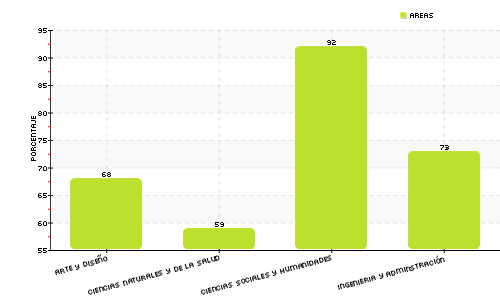 AREAS
95
90
85
80
75
70
65
60
55
PORCENTAJE
68
59
92
73
ARTE Y DISEÑO
CIENCIAS NATURALES Y DE LA SALUD
CIENCIAS SOCIALES Y HUMANIDADES
INGENIERIA Y ADMINSTRACIÓN